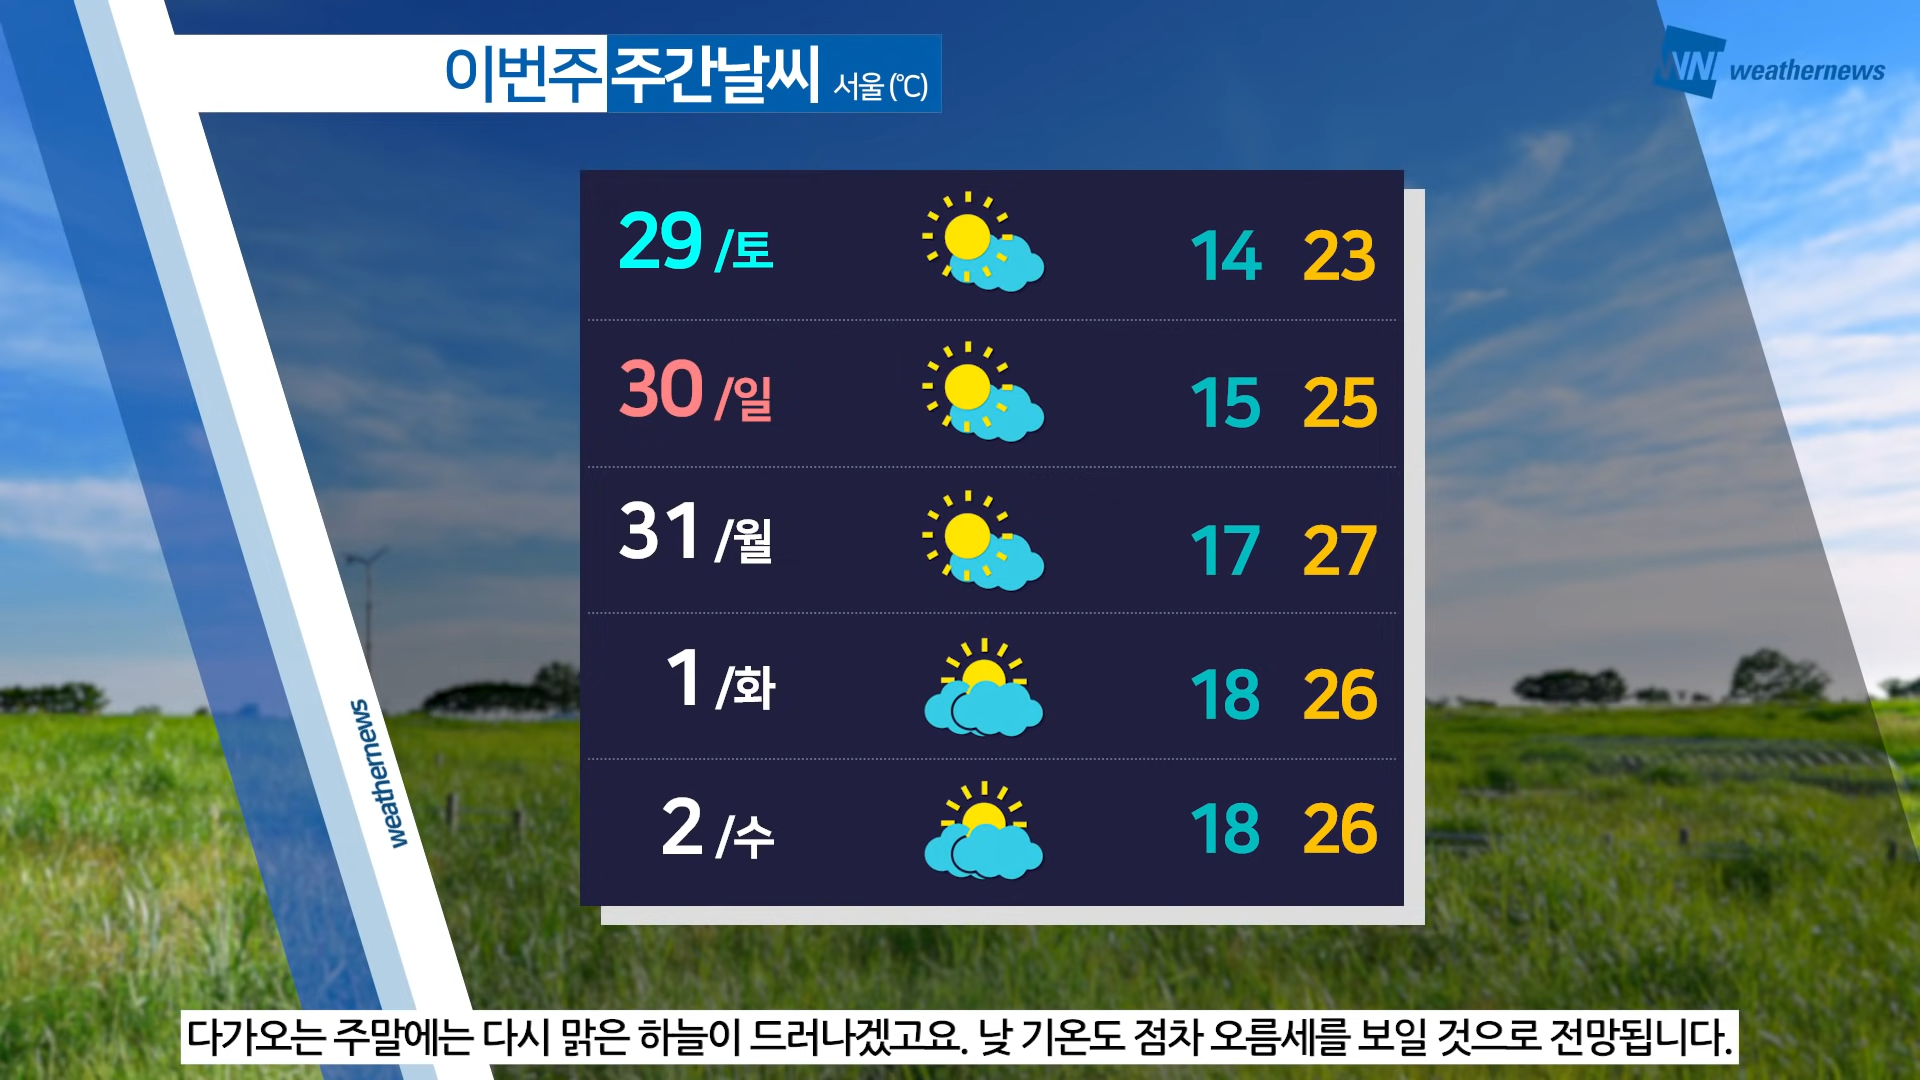 이번주 주간날씨 서울 (℃)
weathernews
29 /토 14 23
30 /일 15 25
31 /월 17 27
1 /화 18 26
2 /수 18 26
weathernews
다가오는 주말에는 다시 맑은 하늘이 드러나겠고요. 낮 기온도 점차 오름세를 보일 것으로 전망됩니다.